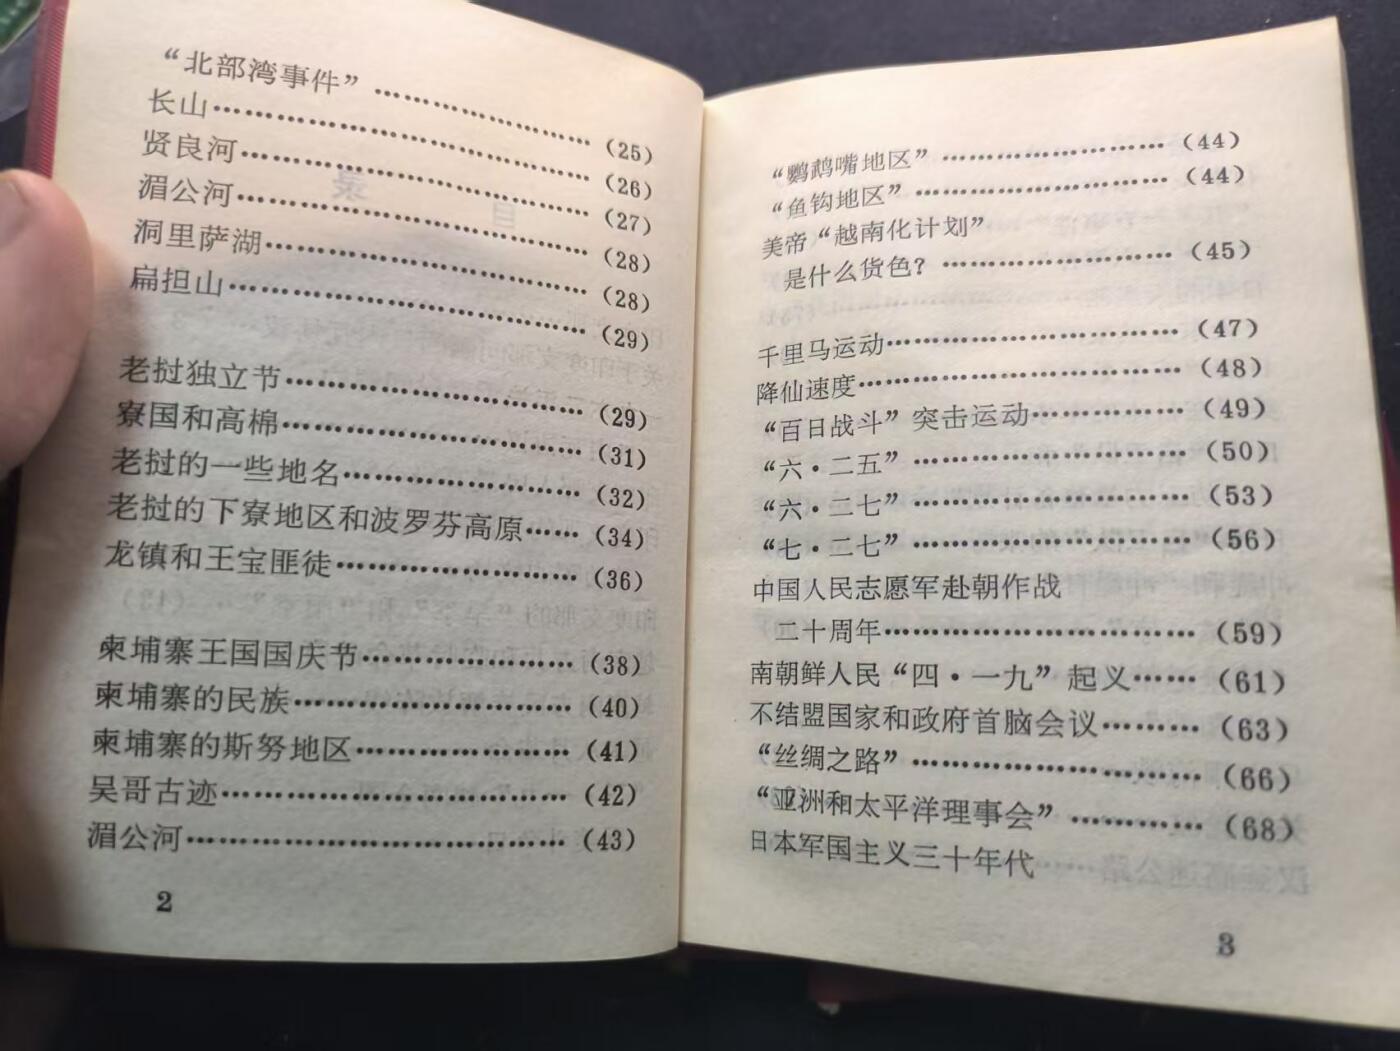 “北部湾事件” ……………… (25)
长山……………………………… (26)
贤良河…………………………… (27)
湄公河…………………………… (28)
洞里萨湖………………………… (28)
扁担山…………………………… (29)
老挝独立节……………………… (29)
寮国和高棉……………………… (31)
老挝的一些地名………………… (32)
老挝的下寮地区和波罗芬高原…… (34)
龙镇和王宝匪徒………………… (36)
柬埔寨王国国庆节……………… (38)
柬埔寨的民族…………………… (40)
柬埔寨的斯努地区……………… (41)
吴哥古迹………………………… (42)
湄公河…………………………… (43)
2
“鹦鹉嘴地区” ………………… (44)
“鱼钩地区” …………………… (44)
美帝“越南化计划”
是什么货色? ………………… (45)
千里马运动……………………… (47)
降仙速度………………………… (48)
“百日战斗” 突击运动………… (49)
“六·二五” …………………… (50)
“六·二七” …………………… (53)
“七·二七” …………………… (56)
中国人民志愿军赴朝作战
二十周年……………………… (59)
南朝鲜人民“四·一九” 起义…… (61)
不结盟国家和政府首脑会议……… (63)
“丝绸之路” …………………… (66)
“亚洲和太平洋理事会” ……… (68)
日本军国主义三十年代
3